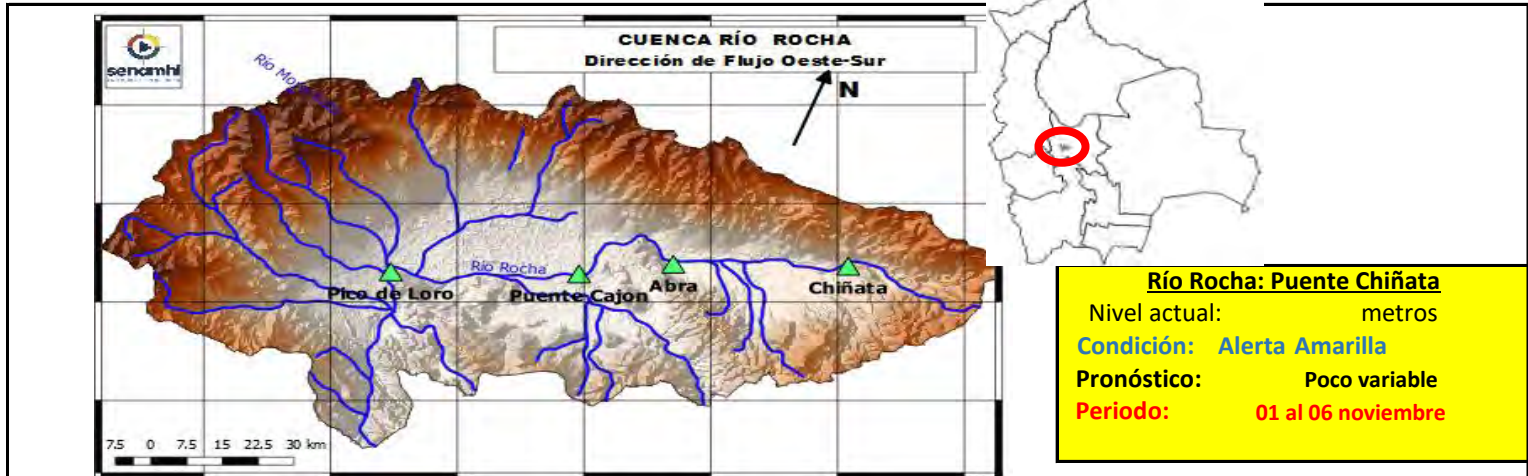 senamhi
CUENCA RÍO ROCHA
Dirección de Flujo Oeste-Sur
N
Río
Río Rocha
Pico de Loro
Puente Cajon
Abra
Chiñata
7.5 0 7.5 15 22.5 30 km
Río Rocha: Puente Chiñata
Nivel actual: metros
Condición: Alerta Amarilla
Pronóstico: Poco variable
Periodo: 01 al 06 noviembre